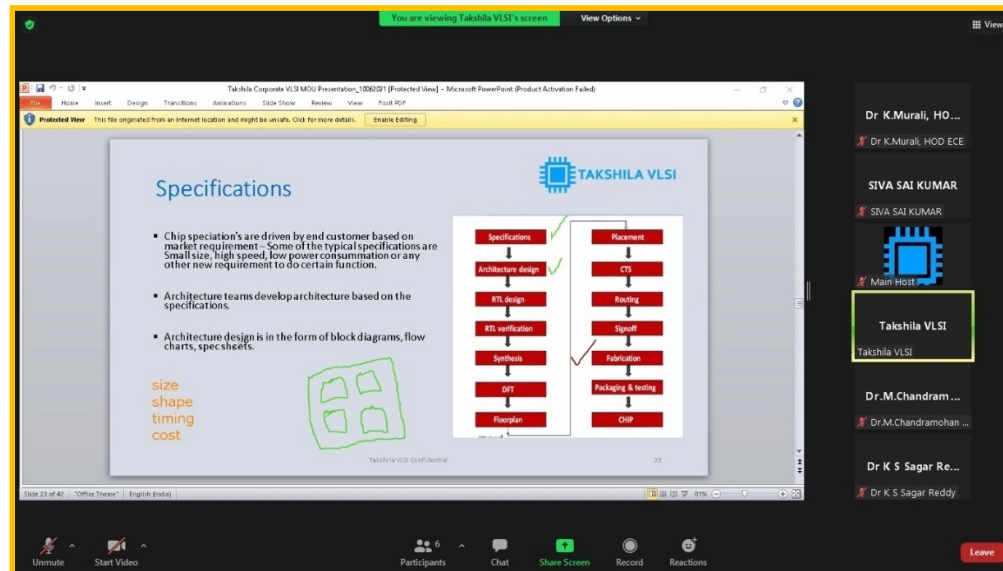 You are viewing Takshila VLSI's screen
View Options
View
Takshila Corporate VLSI MOU Presentation_10062021 [Protected View] - Microsoft PowerPoint (Product Activation Failed)
File Home Insert Design Transitions Animations Slide Show Review View Foxit PDF
Protected View This file originated from an Internet location and might be unsafe. Click for more details. Enable Editing
TAKSHILA VLSI
Specifications
Chip speciation's are driven by end customer based on
market requirement – Some of the typical specifications are
Small size, high speed, low power consummation or any
other new requirement to do certain function.
Architecture teams develop architecture based on the
specifications.
Architecture design is in the form of block diagrams, flow
charts, spec sheets.
size
shape
timing
cost
Specifications
Architecture design
RTL design
RTL verification
Synthesis
DFT
Floorplan
Placement
CTS
Routing
Signoff
Fabrication
Packaging & testing
CHIP
Takshila VLSI Confidential
23
Slide 23 of 42 "Office Theme" English (India)
81%
Dr K.Murali, HO...
Dr K.Murali, HOD ECE
SIVA SAI KUMAR
SIVA SAI KUMAR
Main Host
Takshila VLSI
Takshila VLSI
Dr.M.Chandram ...
Dr.M.Chandramohan ...
Dr K S Sagar Re...
Dr K S Sagar Reddy
Unmute
Start Video
Participants
6
Chat
Share Screen
Record
Reactions
Leave